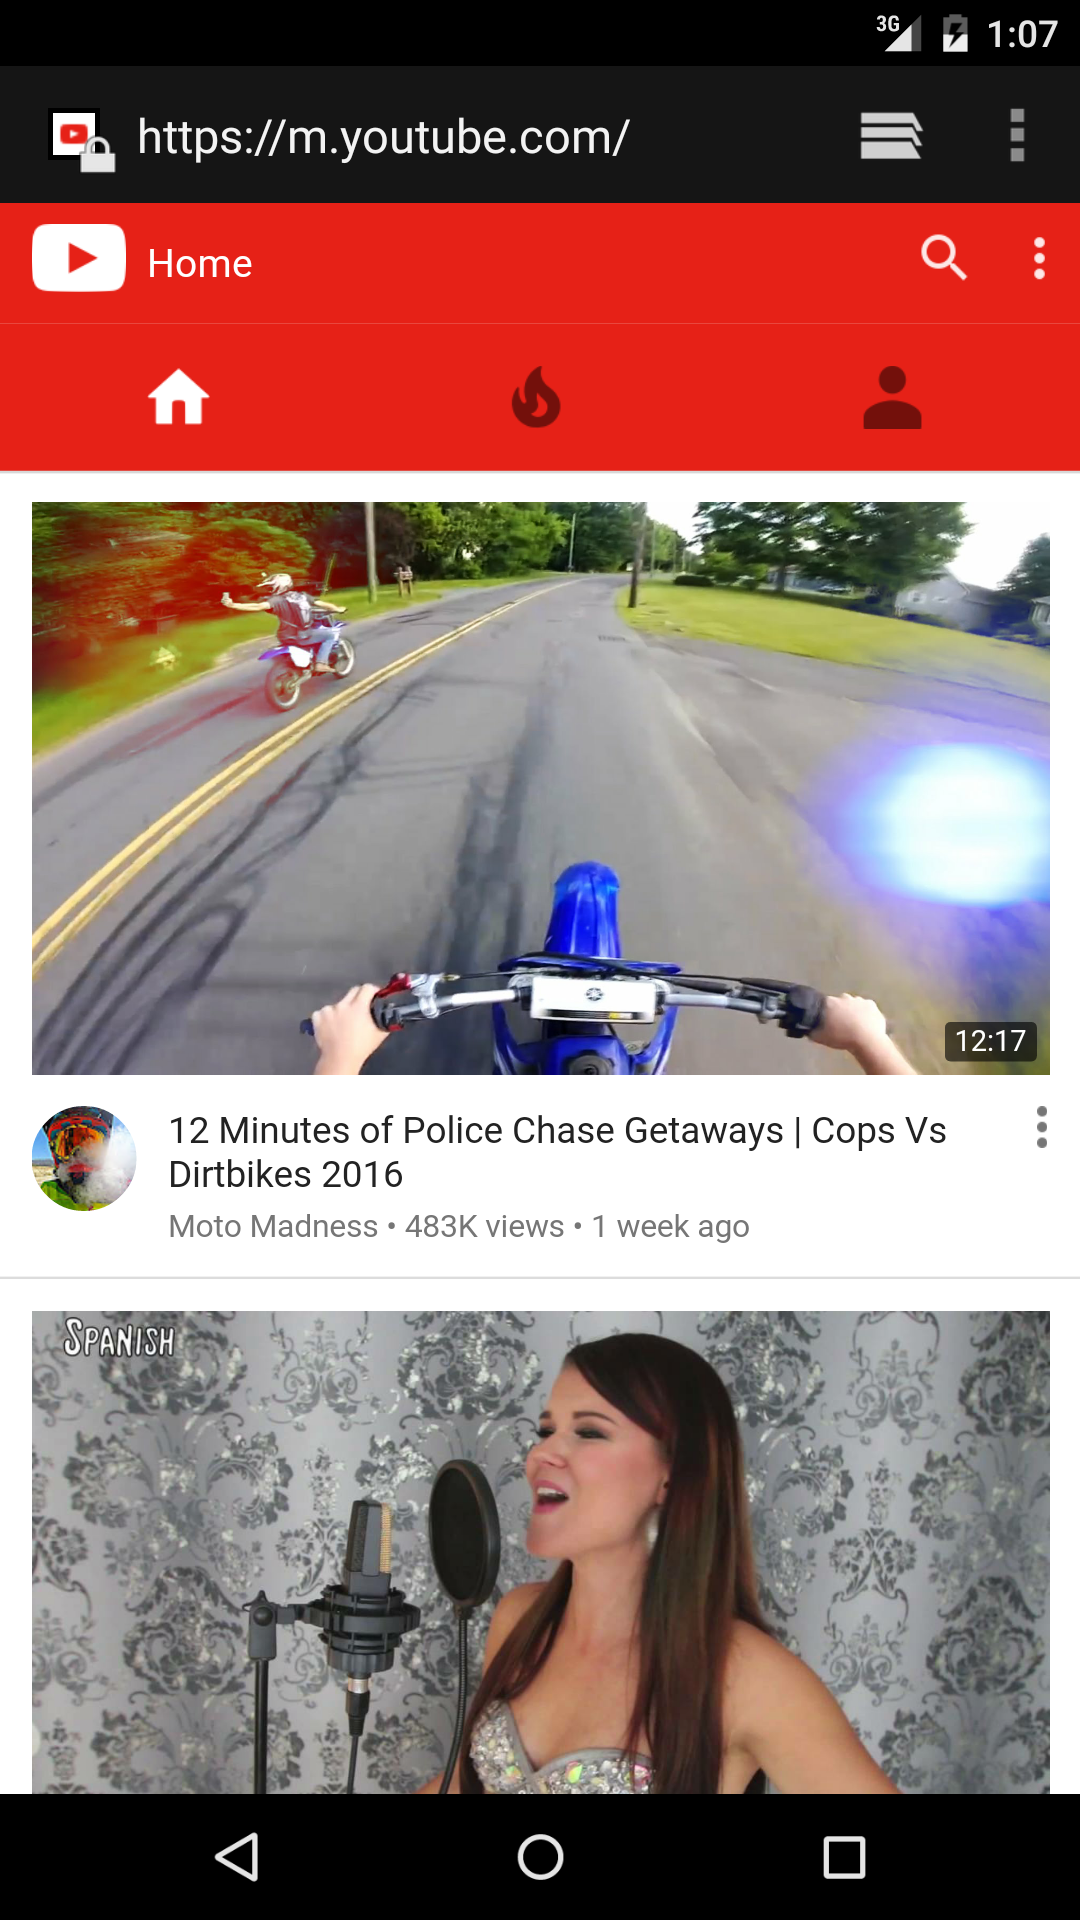 3G 1:07
https://m.youtube.com/
Home
12:17
12 Minutes of Police Chase Getaways | Cops Vs
Dirtbikes 2016
Moto Madness • 483K views • 1 week ago
SPANISH